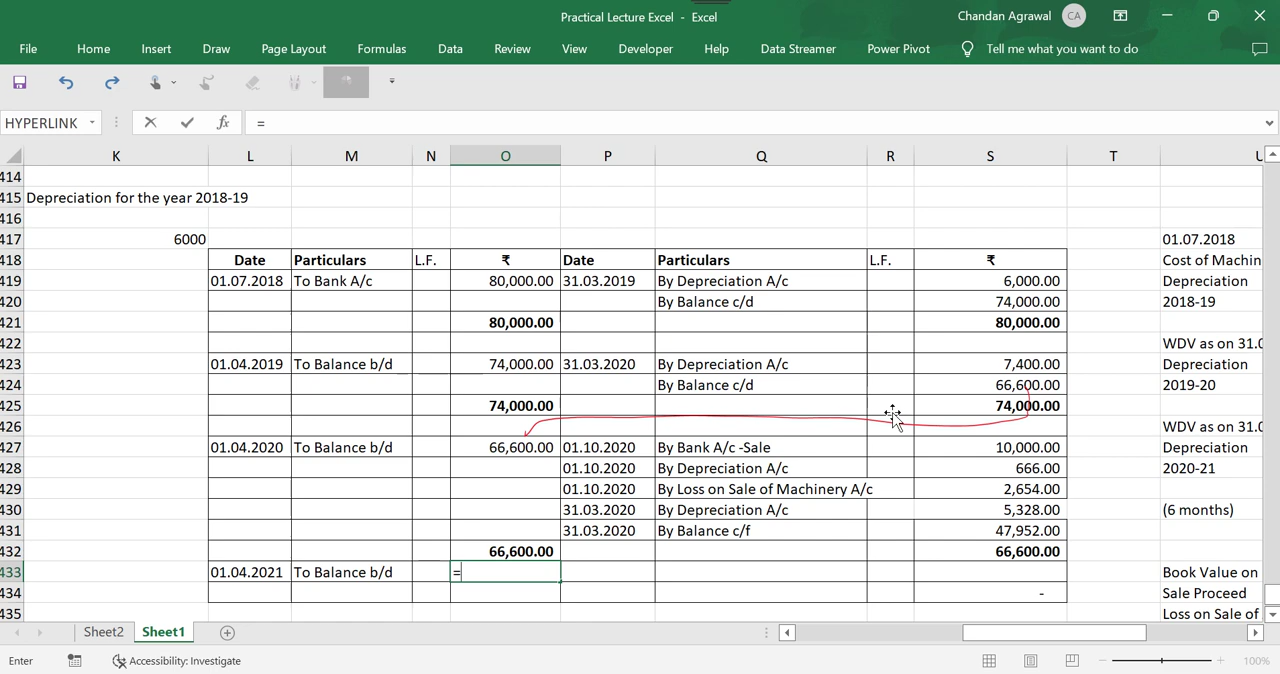 Practical Lecture Excel - Excel
Chandan Agrawal CA
File Home Insert Draw Page Layout Formulas Data Review View Developer Help Data Streamer Power Pivot Tell me what you want to do
HYPERLINK fx =
K L M N O P Q R S T U
414
415 Depreciation for the year 2018-19
416
417 6000 01.07.2018
418 Date Particulars L.F. ₹ Date Particulars L.F. ₹ Cost of Machin
419 01.07.2018 To Bank A/c 80,000.00 31.03.2019 By Depreciation A/c 6,000.00 Depreciation
420 By Balance c/d 74,000.00 2018-19
421 80,000.00 80,000.00
422 WDV as on 31.0
423 01.04.2019 To Balance b/d 74,000.00 31.03.2020 By Depreciation A/c 7,400.00 Depreciation
424 By Balance c/d 66,600.00 2019-20
425 74,000.00 74,000.00
426 WDV as on 31.0
427 01.04.2020 To Balance b/d 66,600.00 01.10.2020 By Bank A/c -Sale 10,000.00 Depreciation
428 01.10.2020 By Depreciation A/c 666.00 2020-21
429 01.10.2020 By Loss on Sale of Machinery A/c 2,654.00
430 31.03.2020 By Depreciation A/c 5,328.00 (6 months)
431 31.03.2020 By Balance c/f 47,952.00
432 66,600.00 66,600.00
433 01.04.2021 To Balance b/d = Book Value on
434 - Sale Proceed
435 Loss on Sale of
Sheet2 Sheet1
Enter Accessibility: Investigate 100%